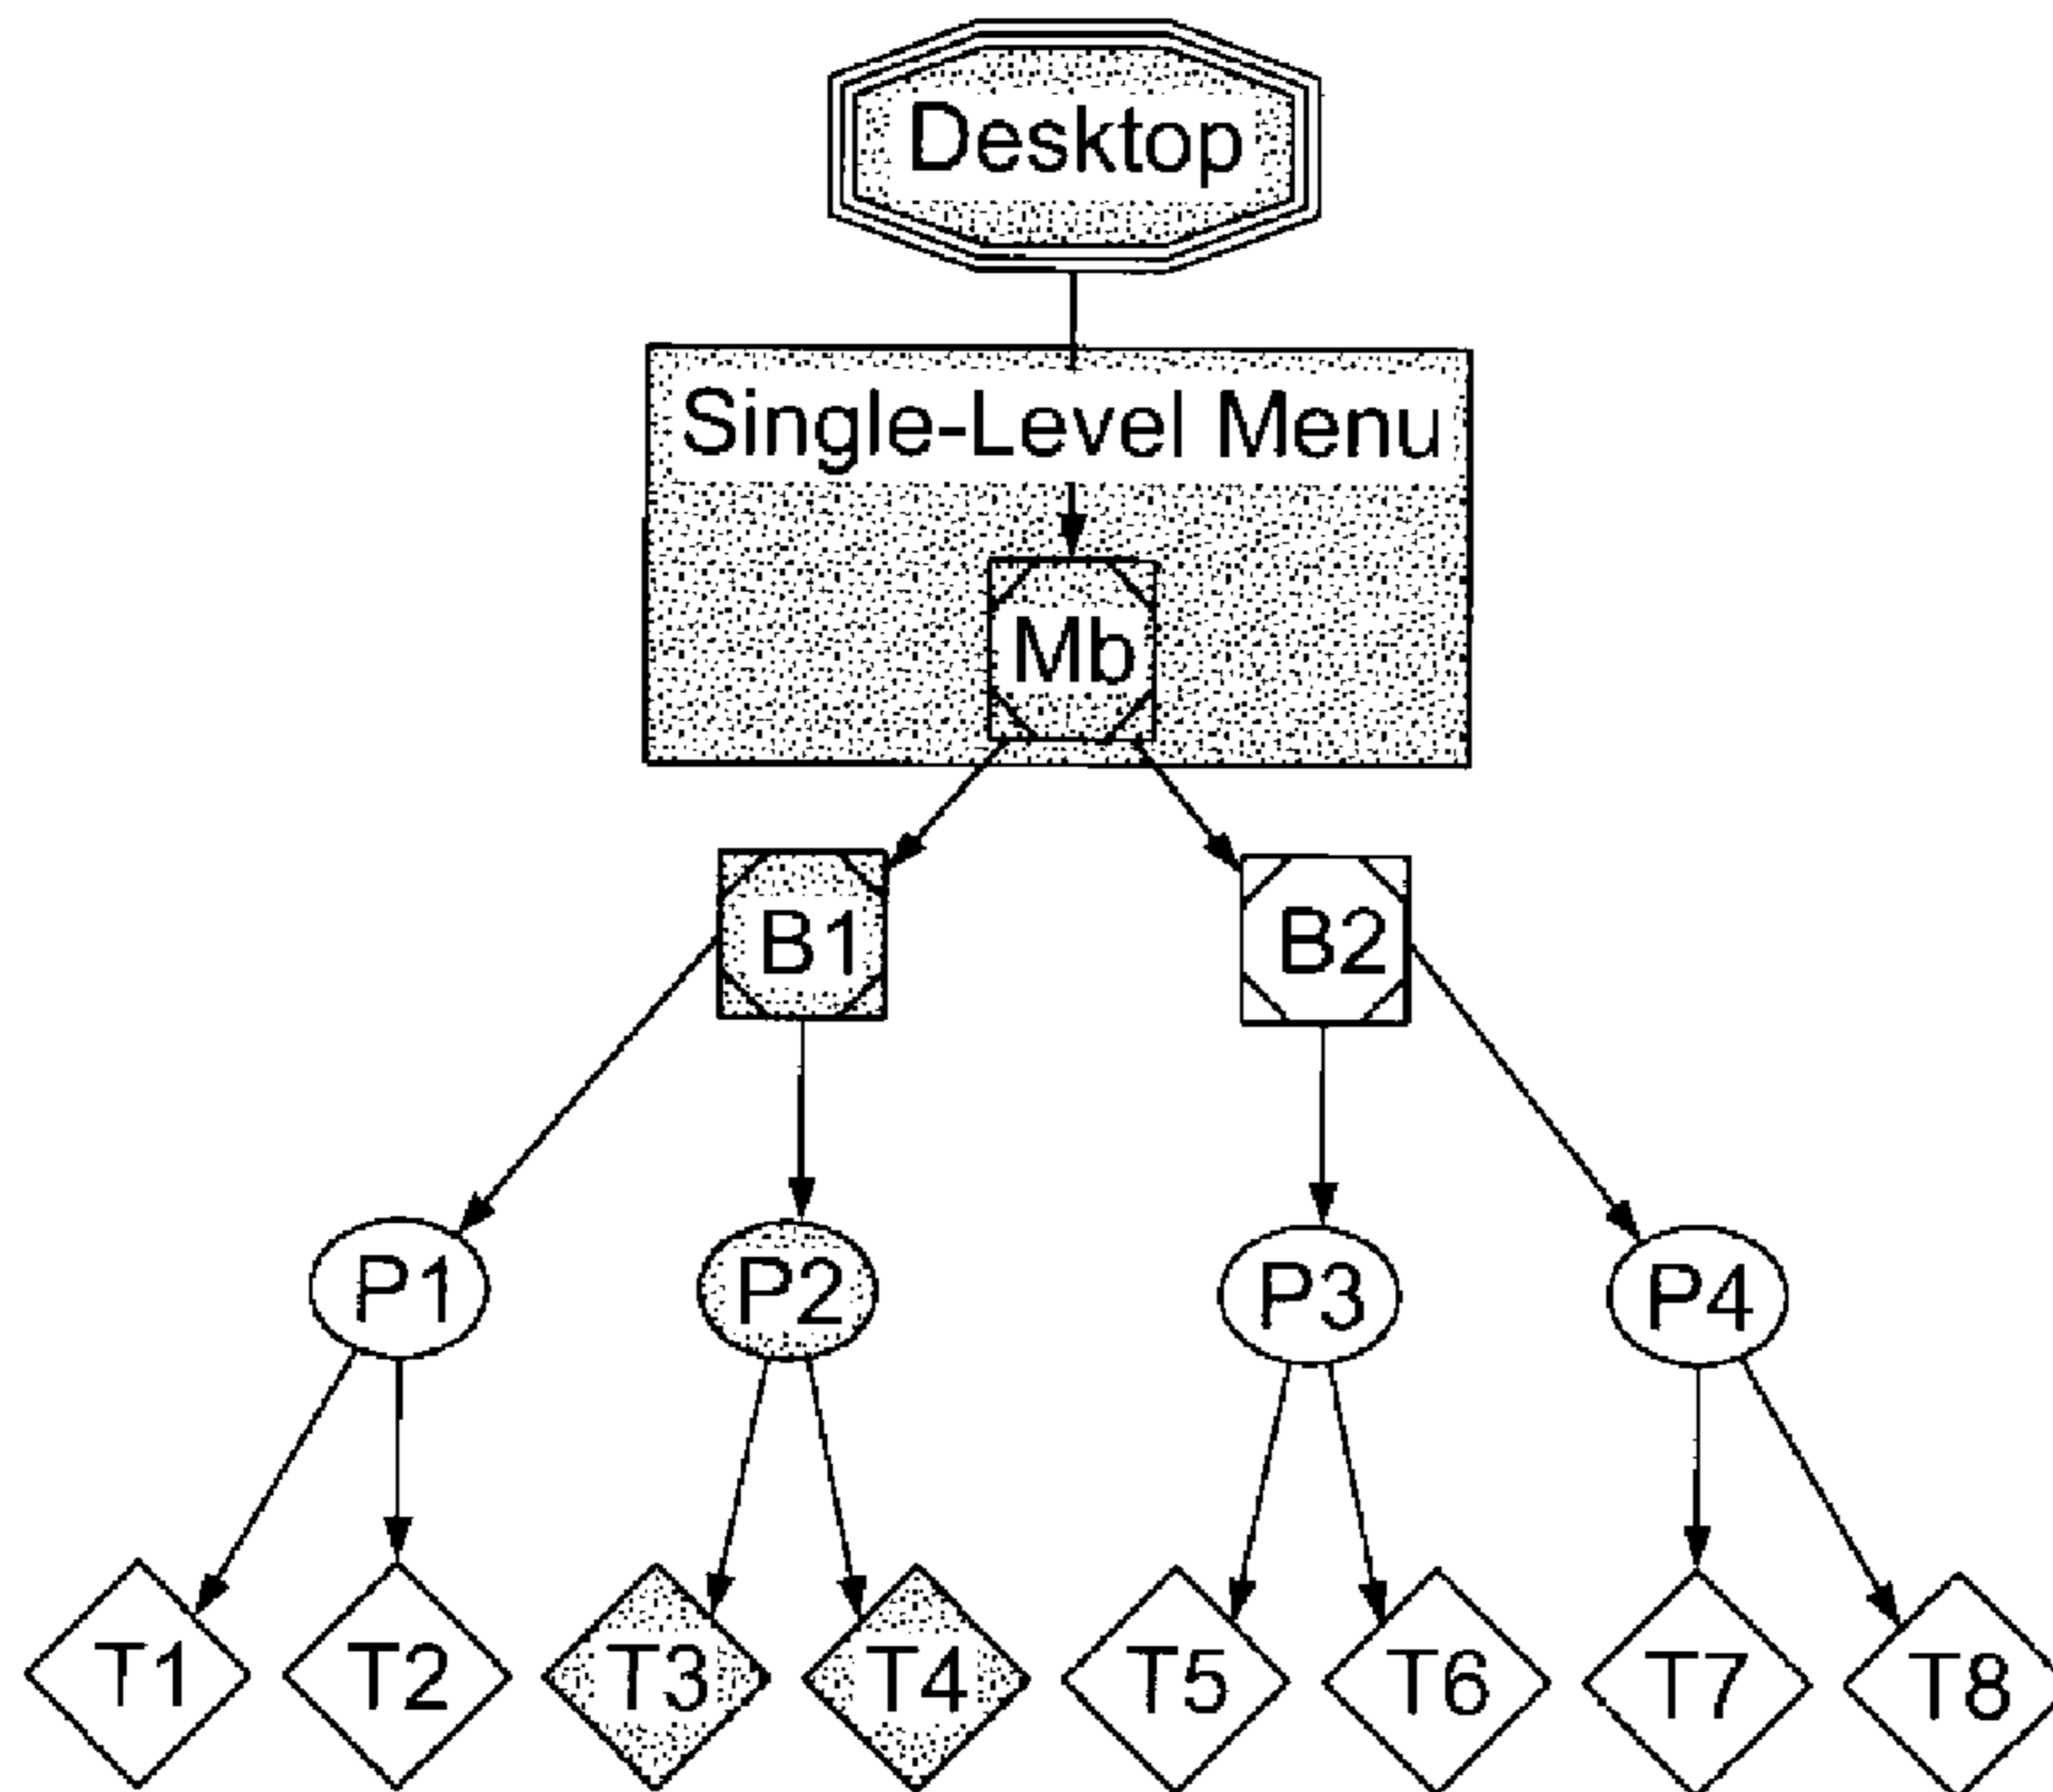 Desktop
Single-Level Menu
Mb
B1 B2
P1 P2 P3 P4
T1 T2 T3 T4 T5 T6 T7 T8